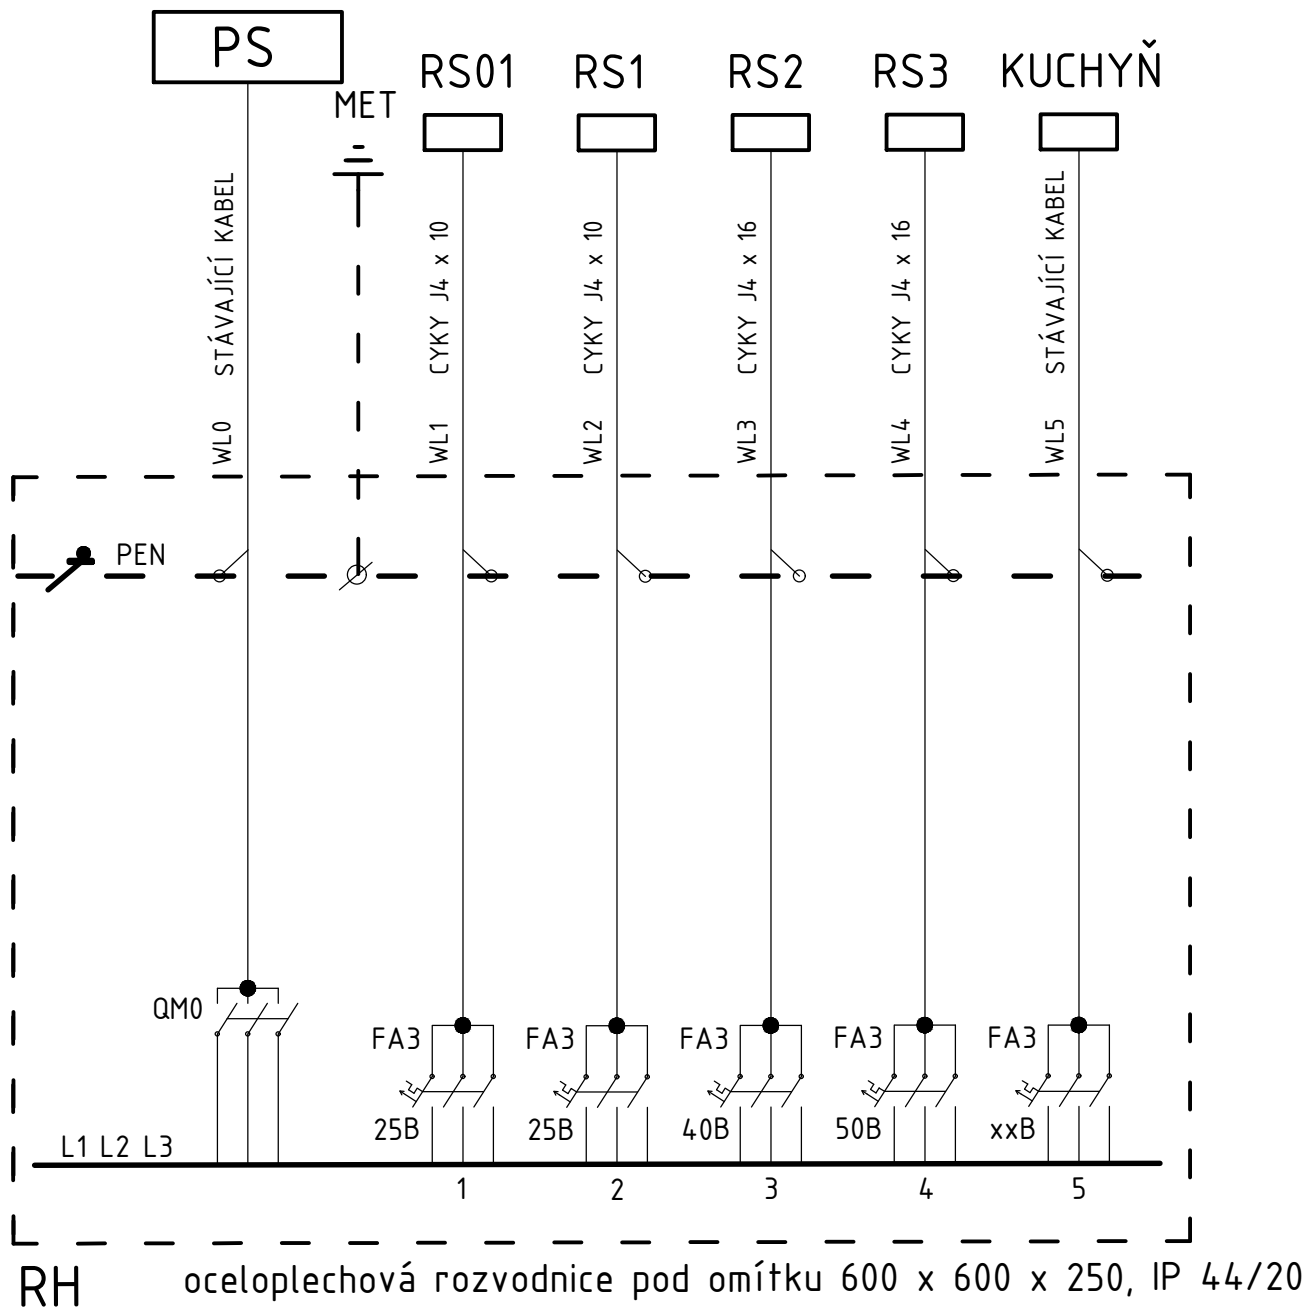 PS
MET
RS01
RS1
RS2
RS3
KUCHYŇ
WL0 STÁVAJÍCÍ KABEL
WL1 CYKY J4 x 10
WL2 CYKY J4 x 10
WL3 CYKY J4 x 16
WL4 CYKY J4 x 16
WL5 STÁVAJÍCÍ KABEL
PEN
QM0
FA3
FA3
FA3
FA3
FA3
25B
25B
40B
50B
xxB
L1 L2 L3
1
2
3
4
5
RH
oceloplechová rozvodnice pod omítku 600 x 600 x 250, IP 44/20